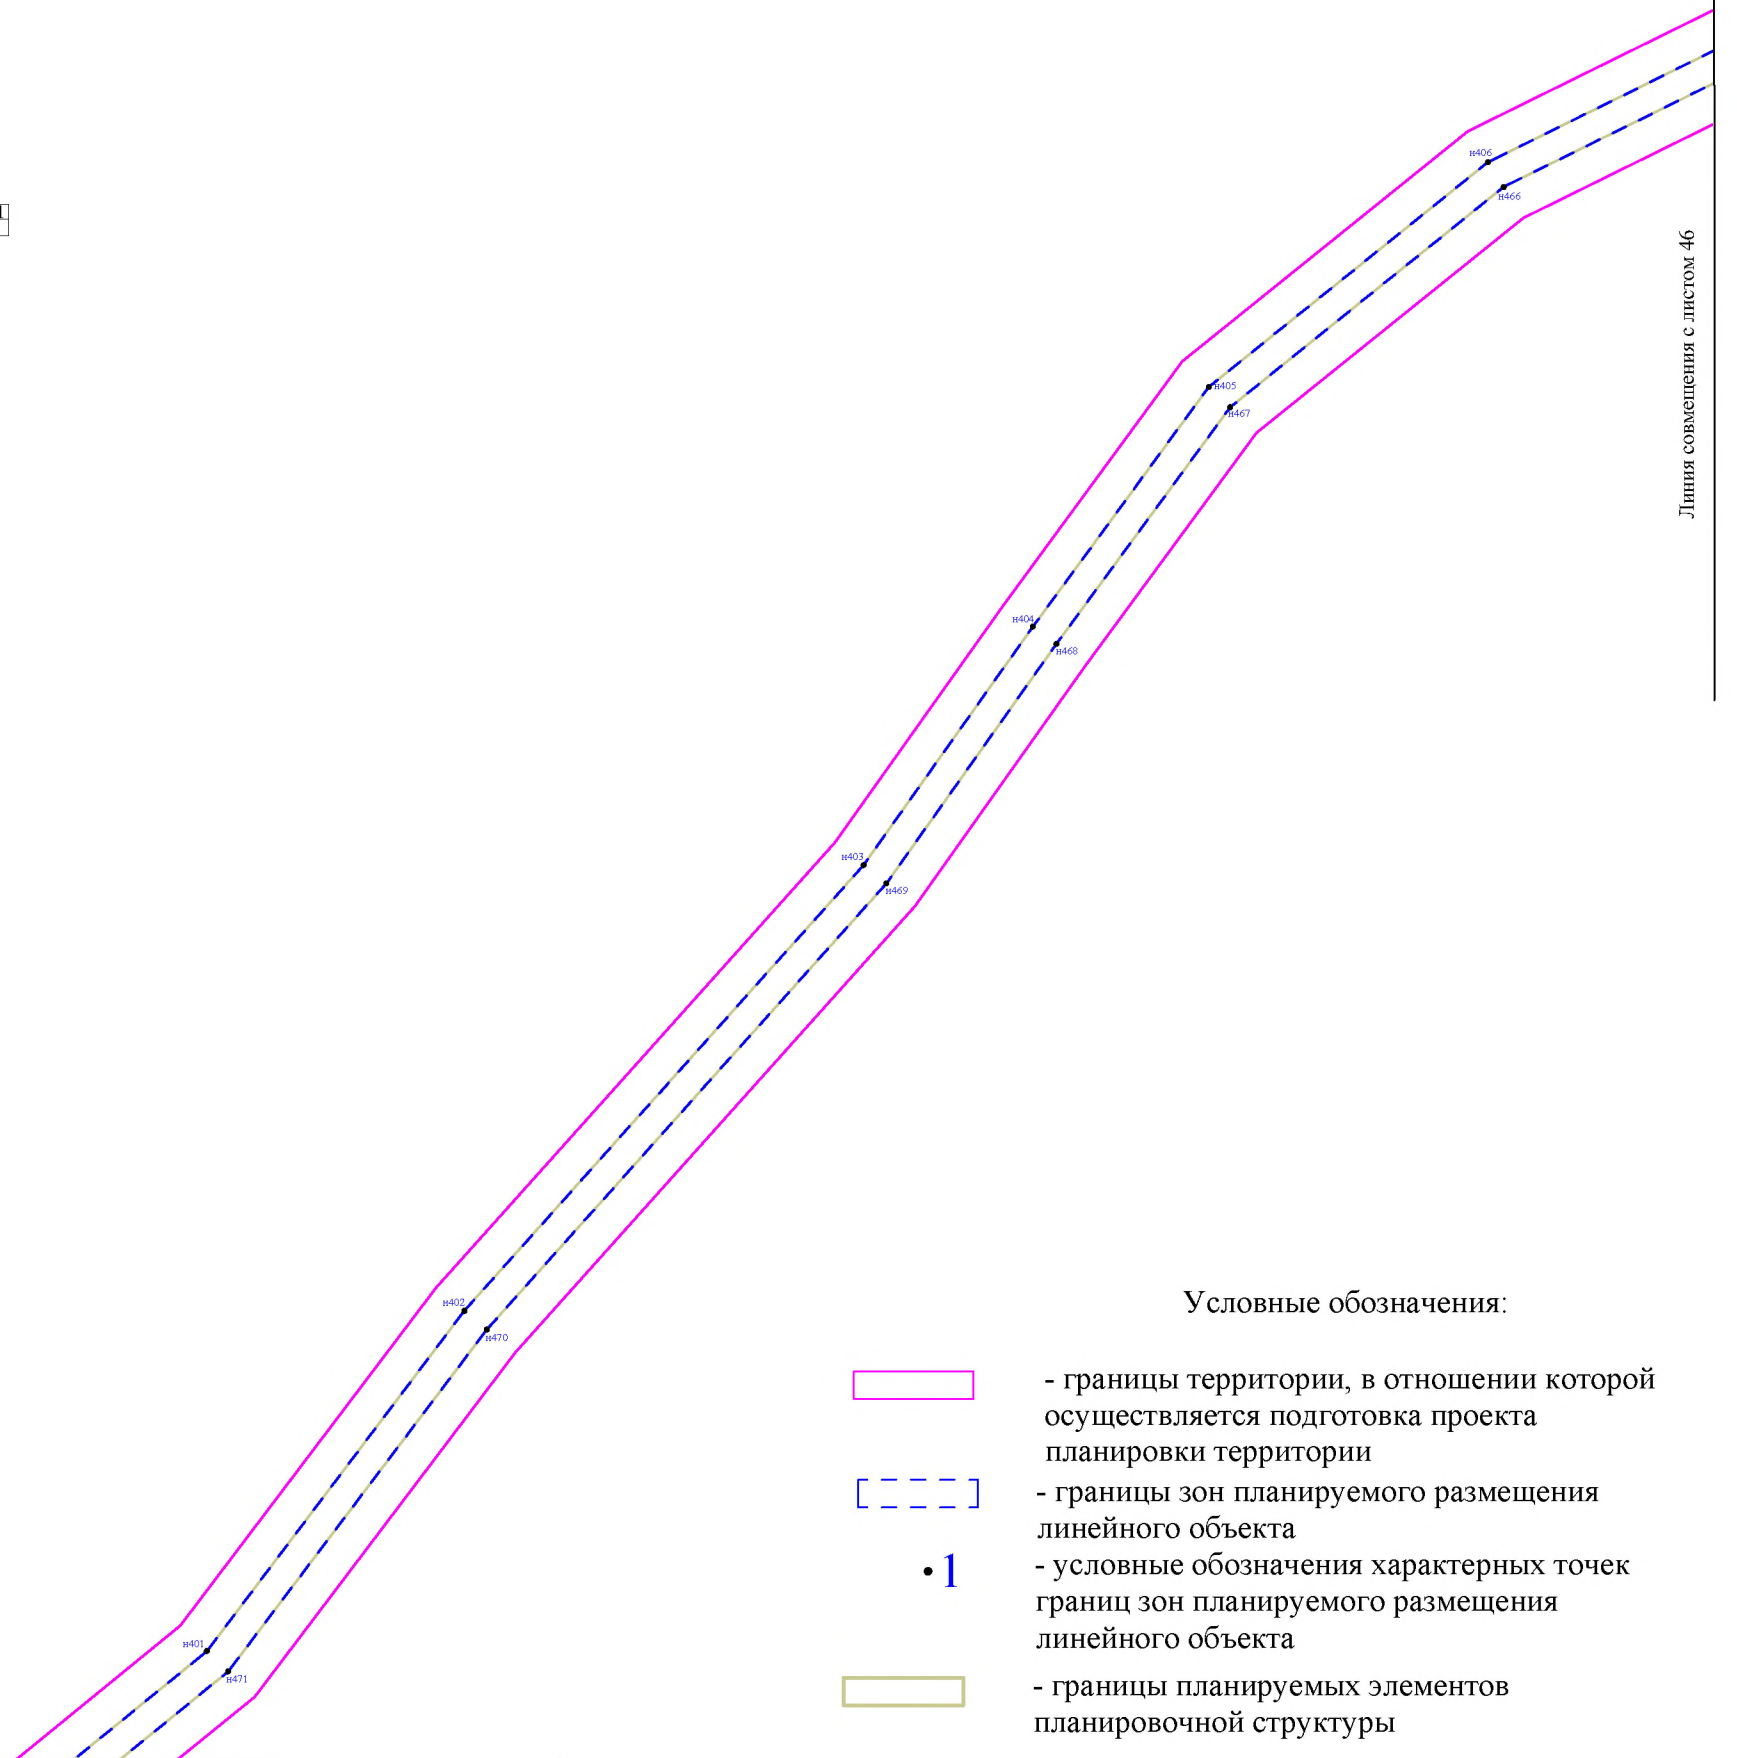 н406
н466
Линия совмещения с листом 46
н405
н467
н404
н468
н403
н469
н402
н470
н401
н471
Условные обозначения:
- границы территории, в отношении которой
осуществляется подготовка проекта
планировки территории
- границы зон планируемого размещения
линейного объекта
1
- условные обозначения характерных точек
границ зон планируемого размещения
линейного объекта
- границы планируемых элементов
планировочной структуры